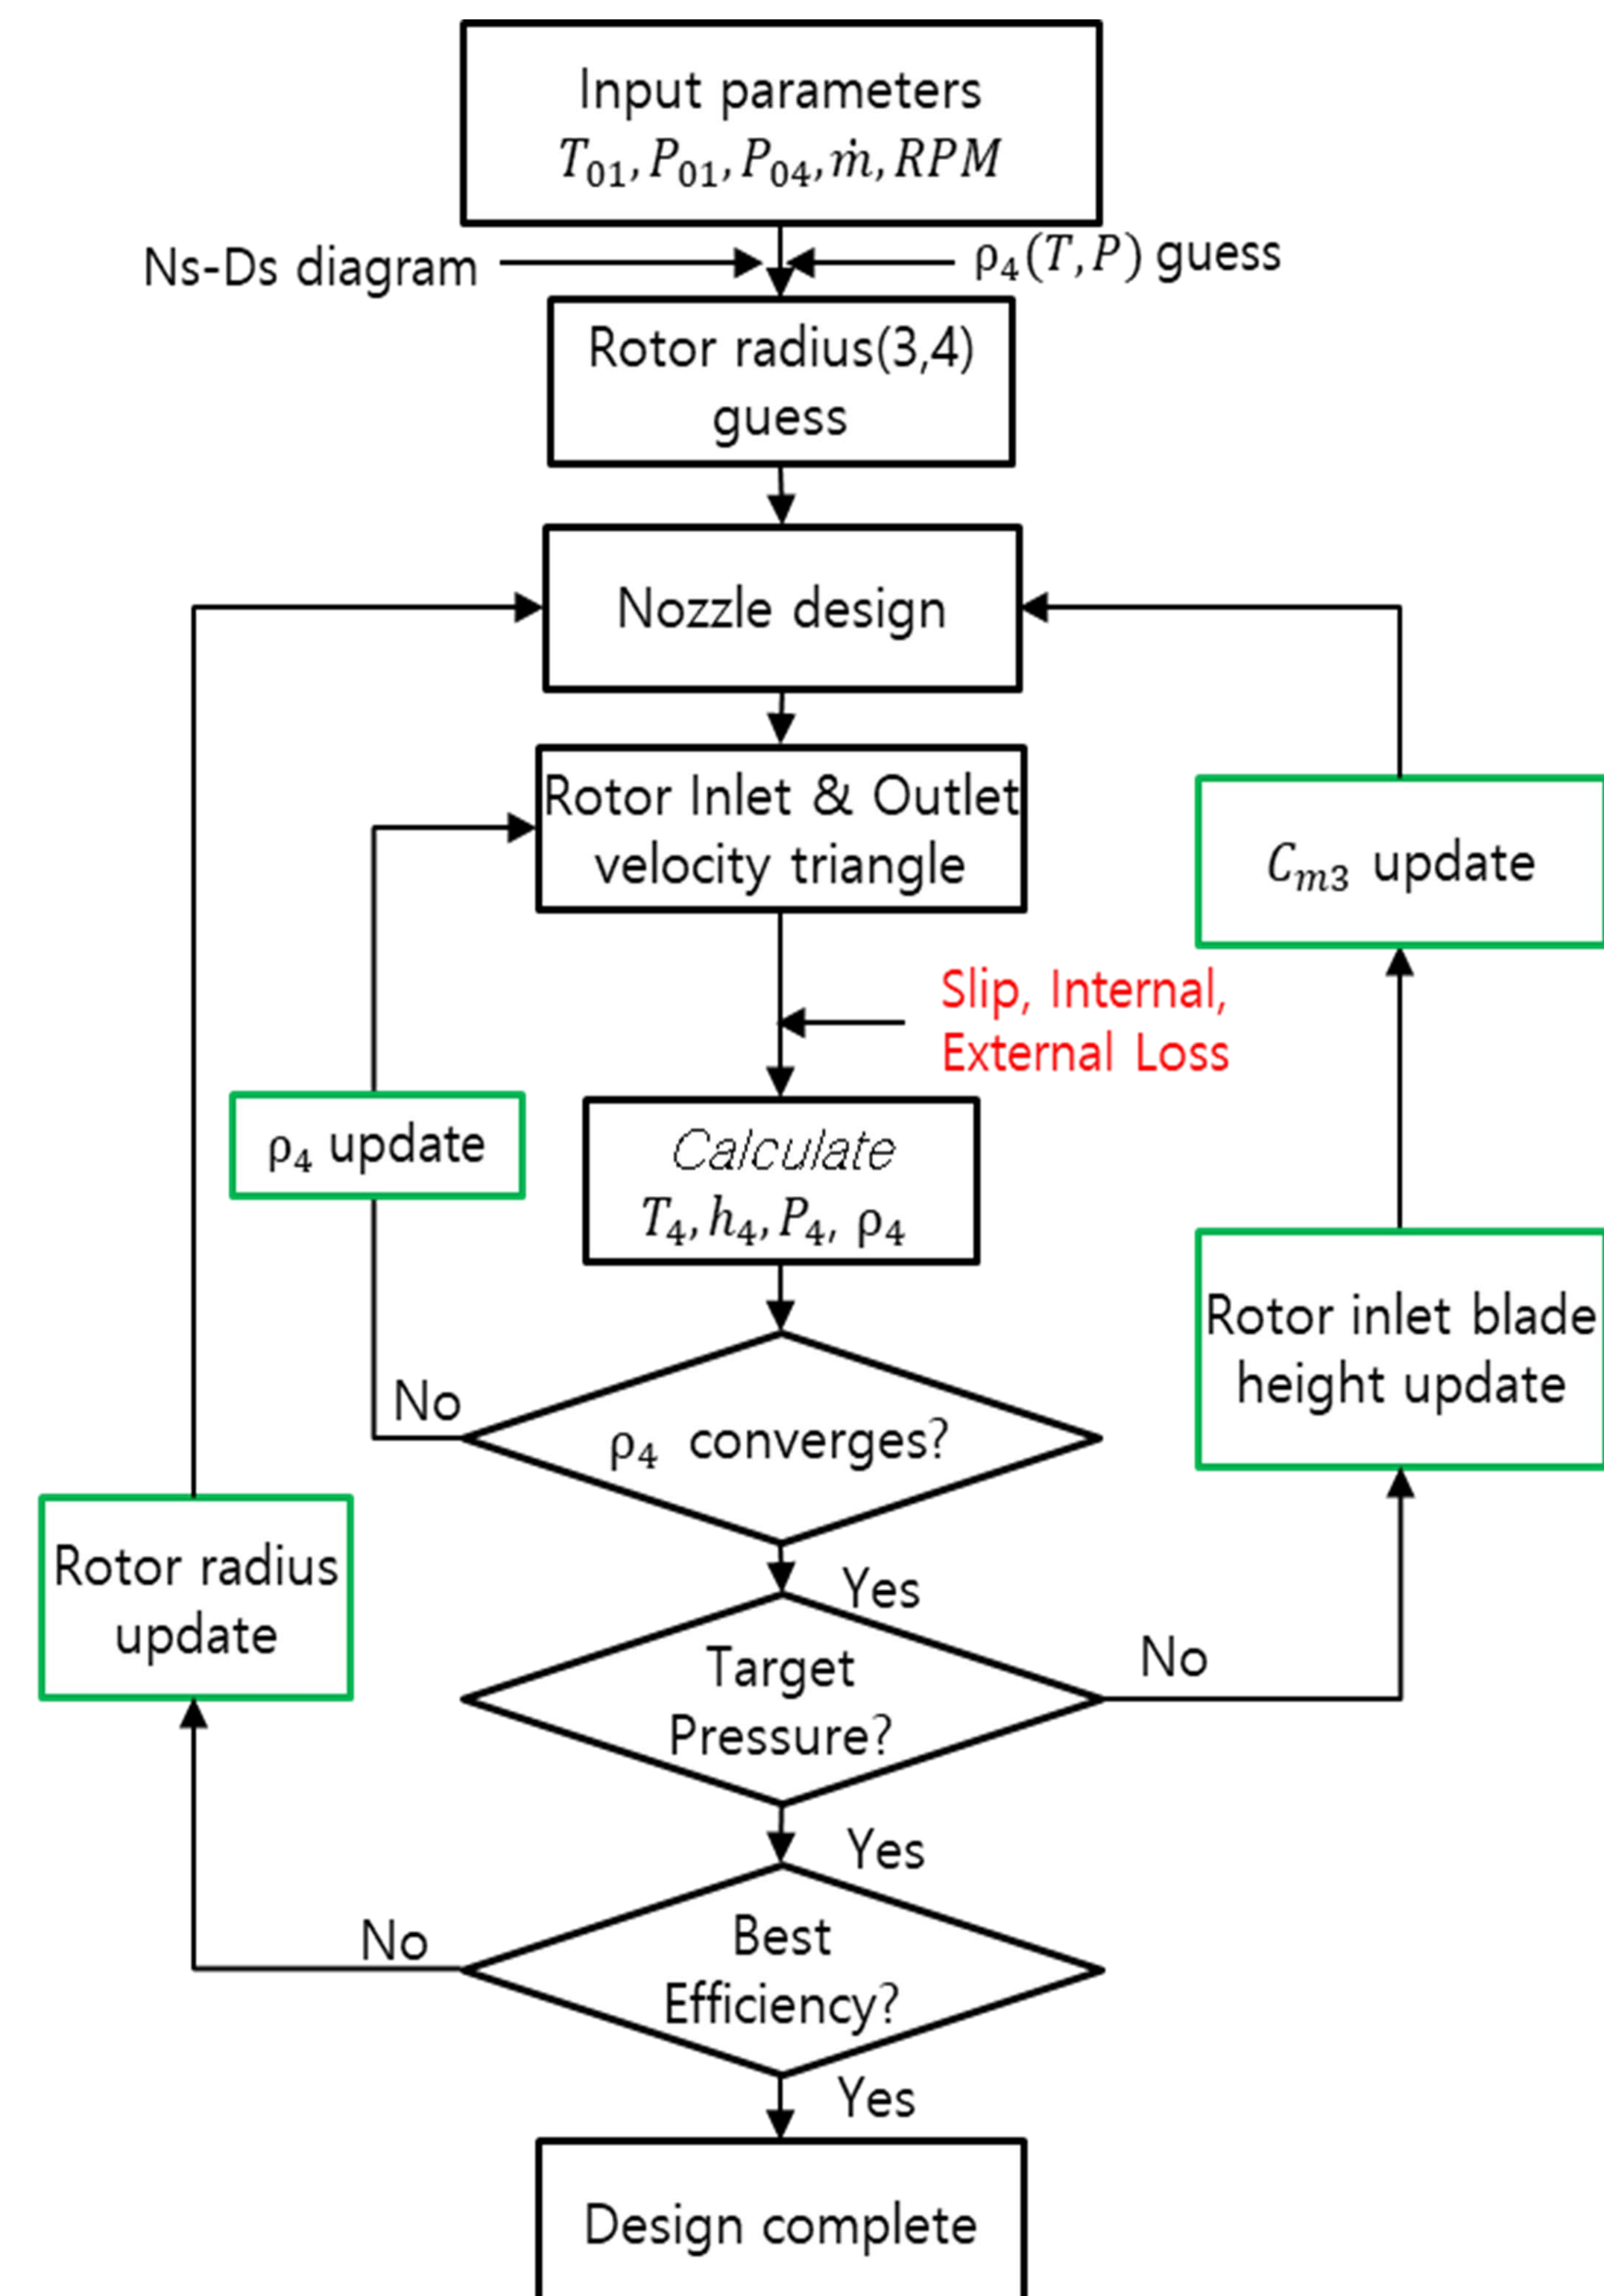 Input parameters
T₀₁, P₀₁, P₀₄, ṁ, RPM
Ns-Ds diagram
ρ₄(T, P) guess
Rotor radius(3,4)
guess
Nozzle design
Rotor Inlet & Outlet
velocity triangle
C_m3 update
Slip, Internal,
External Loss
ρ₄ update
Calculate
T₄, h₄, P₄, ρ₄
Rotor inlet blade
height update
No
ρ₄ converges?
Rotor radius
update
Yes
Target
Pressure?
No
Yes
Best
Efficiency?
No
Yes
Design complete